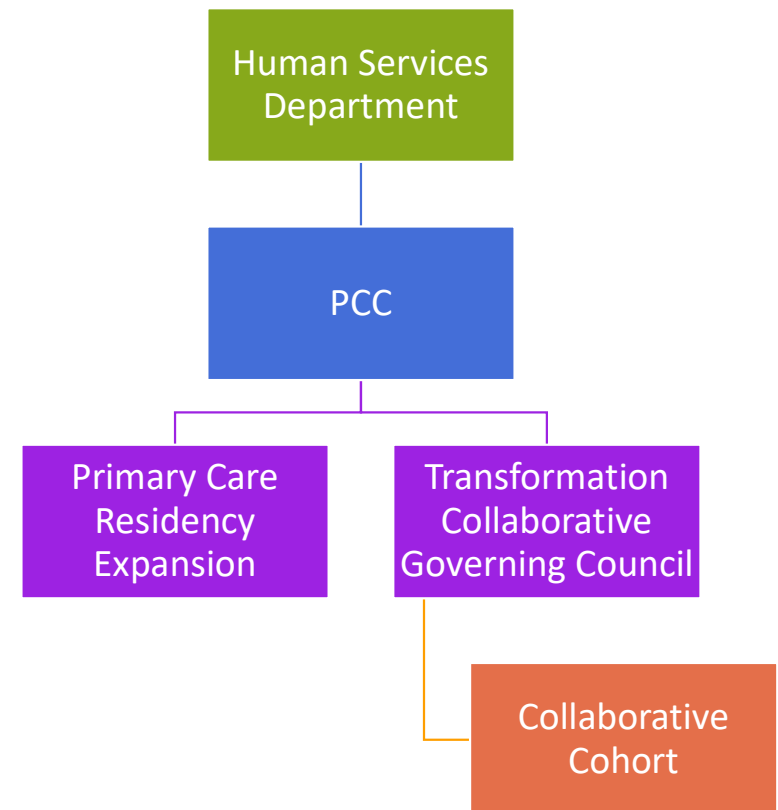 Human Services
Department
PCC
Primary Care
Residency
Expansion
Transformation
Collaborative
Governing Council
Collaborative
Cohort